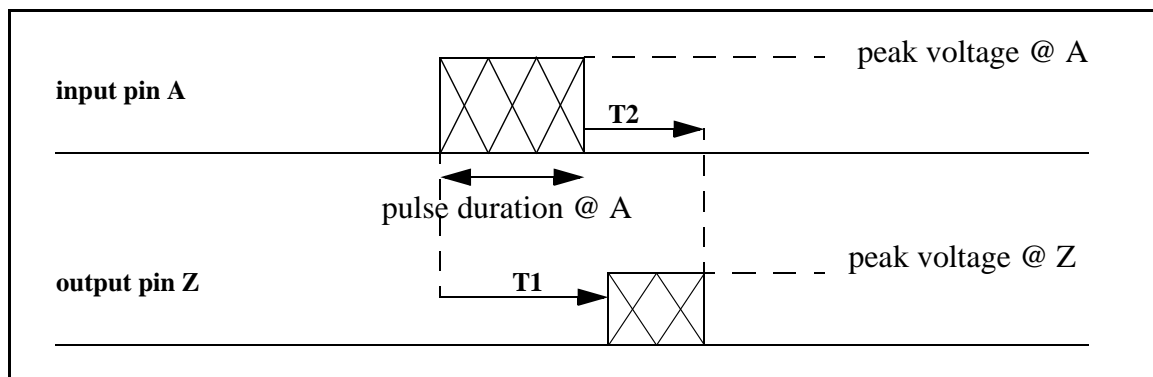 peak voltage @ A
input pin A
T2
pulse duration @ A
peak voltage @ Z
output pin Z
T1